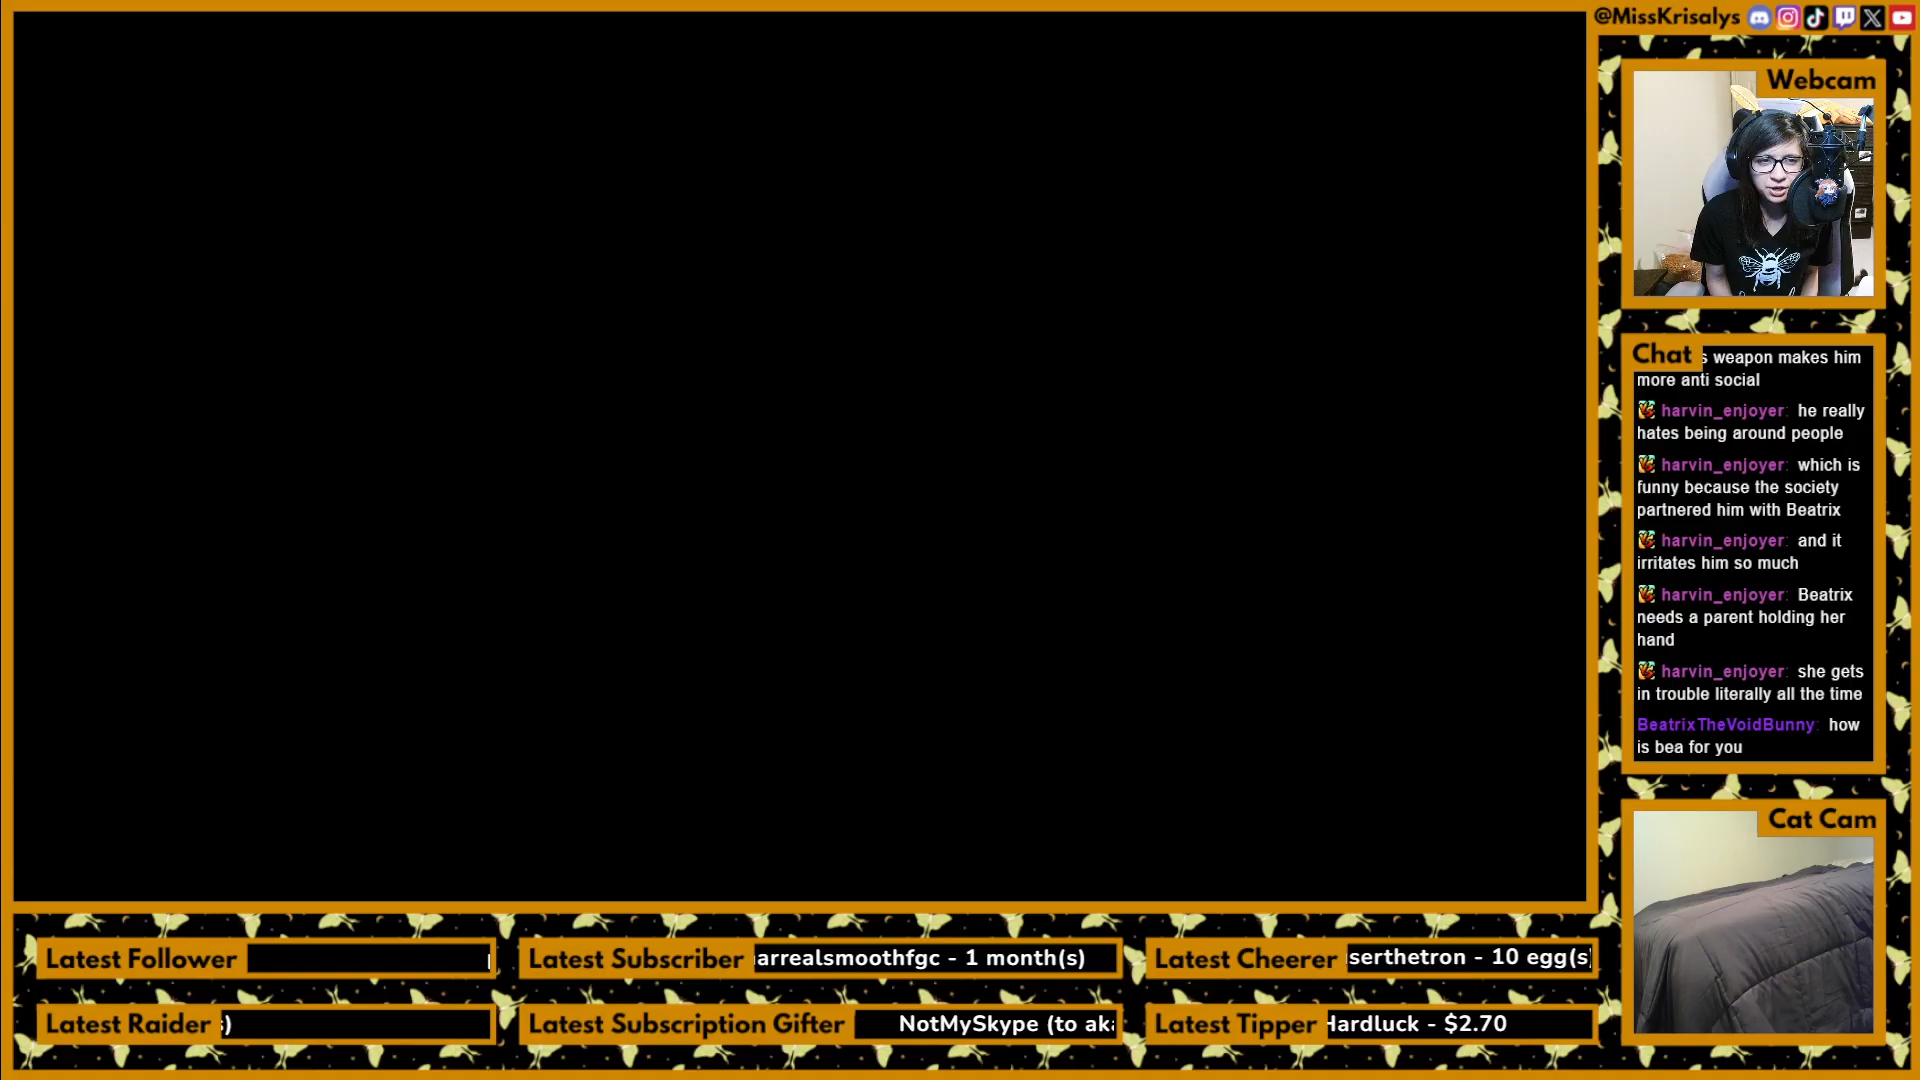 @MissKrisalys
Webcam
Chat
s weapon makes him
more anti social
harvin_enjoyer: he really
hates being around people
harvin_enjoyer: which is
funny because the society
partnered him with Beatrix
harvin_enjoyer: and it
irritates him so much
harvin_enjoyer: Beatrix
needs a parent holding her
hand
harvin_enjoyer: she gets
in trouble literally all the time
BeatrixTheVoidBunny: how
is bea for you
Cat Cam
Latest Follower
Latest Subscriber arrealsmoothfgc - 1 month(s)
Latest Cheerer serthetron - 10 egg(s)
Latest Raider s)
Latest Subscription Gifter NotMySkype (to aka
Latest Tipper Hardluck - $2.70